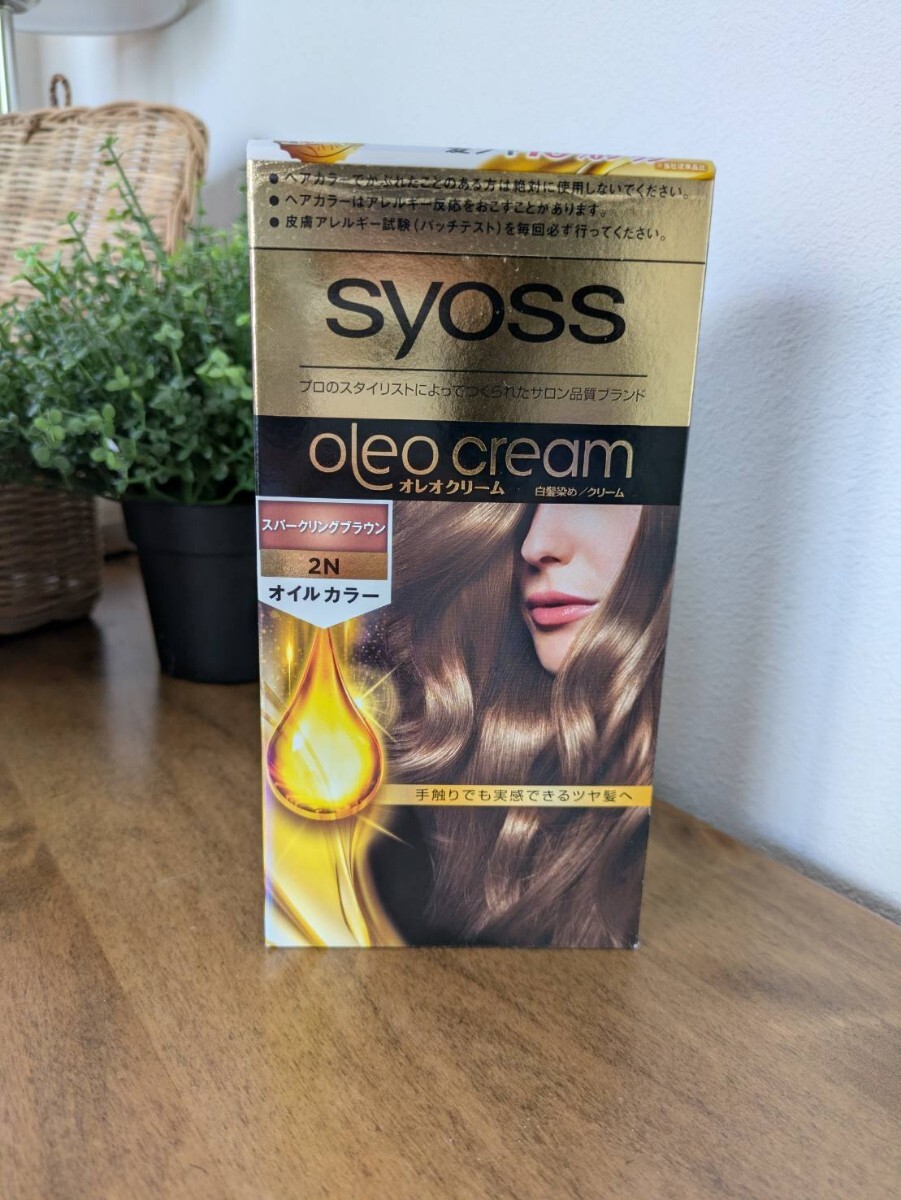 ※当社従来品比
● ヘアカラーでかぶれたことのある方は絶対に使用しないでください。
● ヘアカラーはアレルギー反応をおこすことがあります。
● 皮膚アレルギー試験(パッチテスト)を毎回必ず行ってください。
syoss
プロのスタイリストによってつくられたサロン品質ブランド
oleo cream
オレオクリーム 白髪染め/クリーム
スパークリングブラウン
2N
オイルカラー
手触りでも実感できるツヤ髪へ